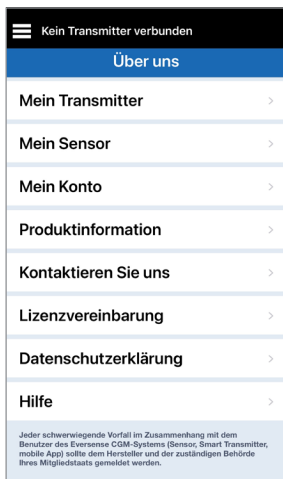 Kein Transmitter verbunden
Über uns
Mein Transmitter
Mein Sensor
Mein Konto
Produktinformation
Kontaktieren Sie uns
Lizenzvereinbarung
Datenschutzerklärung
Hilfe
Jeder schwerwiegende Vorfall im Zusammenhang mit dem
Benutzer des Eversense CGM-Systems (Sensor, Smart Transmitter,
mobile App) sollte dem Hersteller und der zuständigen Behörde
Ihres Mitgliedstaats gemeldet werden.